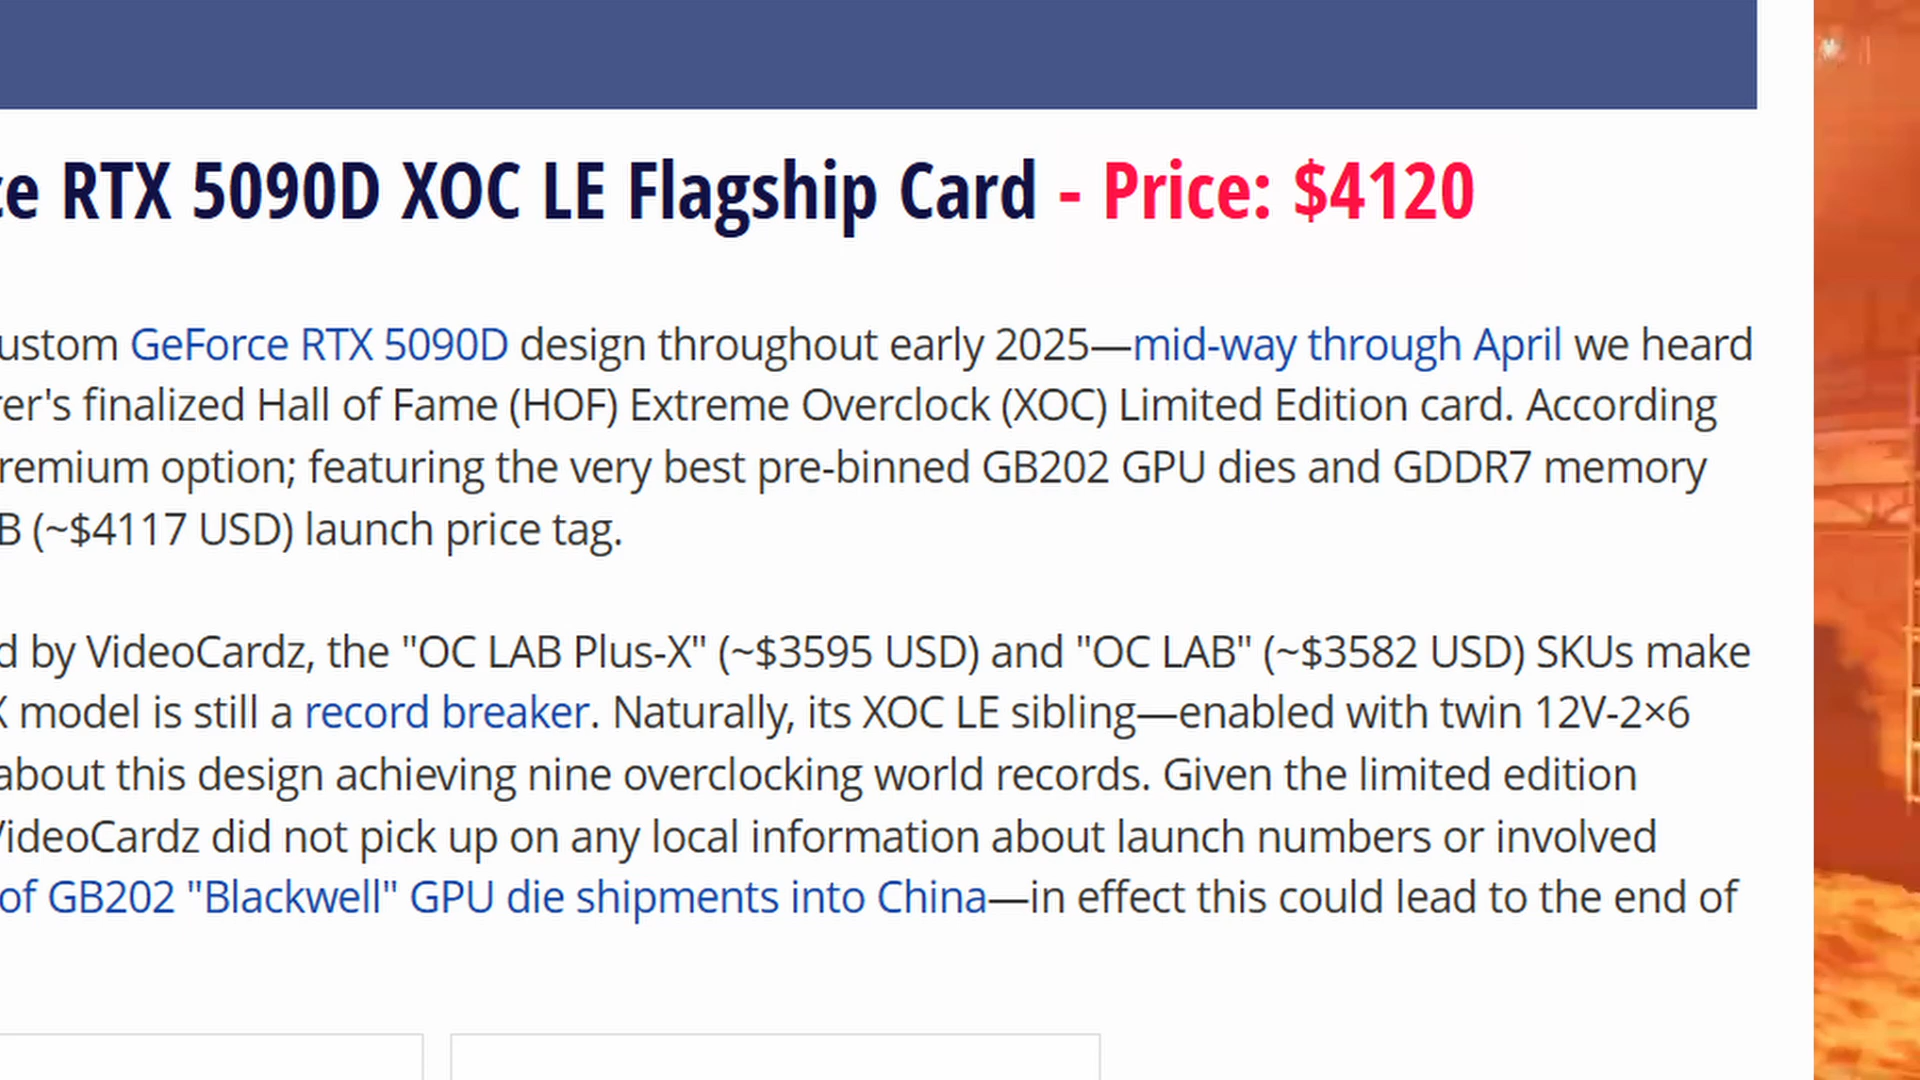 ce RTX 5090D XOC LE Flagship Card - Price: $4120
ustom GeForce RTX 5090D design throughout early 2025—mid-way through April we heard
rer's finalized Hall of Fame (HOF) Extreme Overclock (XOC) Limited Edition card. According
remium option; featuring the very best pre-binned GB202 GPU dies and GDDR7 memory
B (~$4117 USD) launch price tag.
d by VideoCardz, the "OC LAB Plus-X" (~$3595 USD) and "OC LAB" (~$3582 USD) SKUs make
X model is still a record breaker. Naturally, its XOC LE sibling—enabled with twin 12V-2×6
about this design achieving nine overclocking world records. Given the limited edition
VideoCardz did not pick up on any local information about launch numbers or involved
of GB202 "Blackwell" GPU die shipments into China—in effect this could lead to the end of